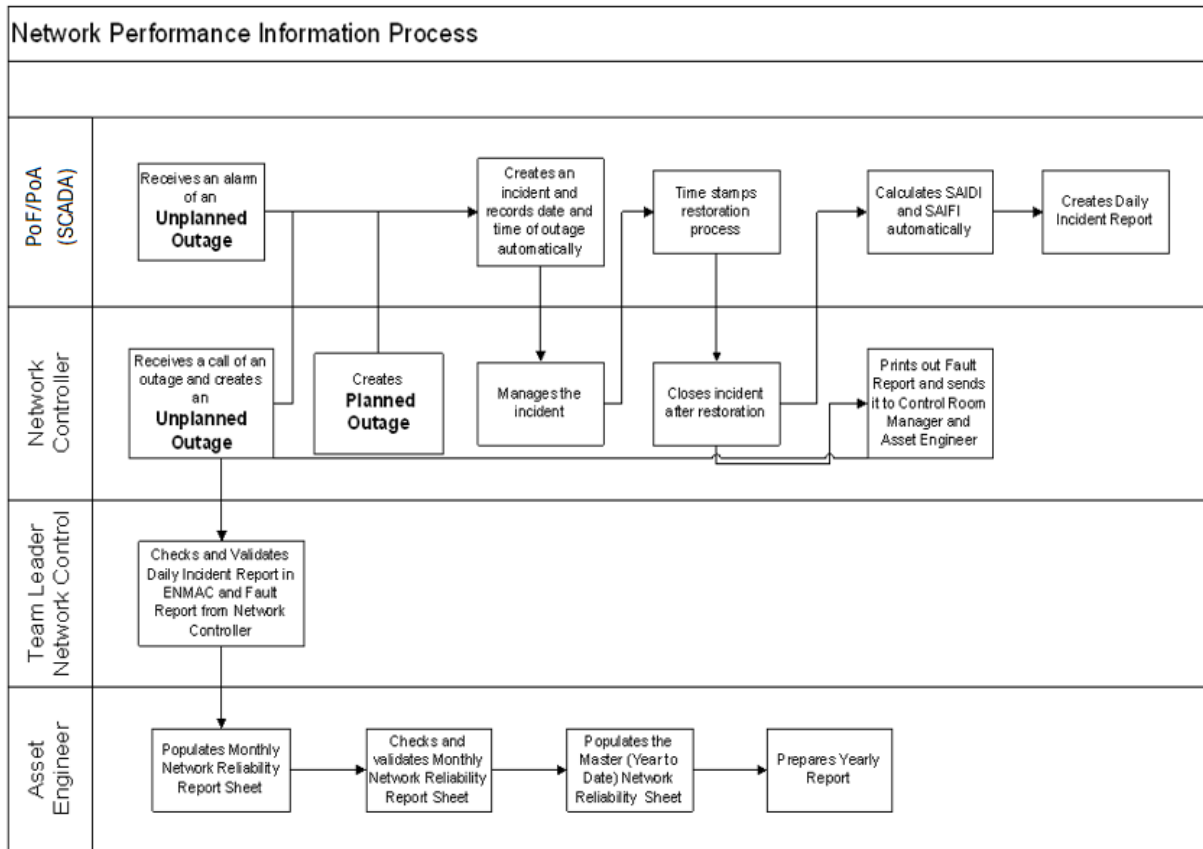 Network Performance Information Process
PoF/PoA
(SCADA)
Receives an alarm
of an
Unplanned
Outage
Creates an
incident and
records date and
time of outage
automatically
Time stamps
restoration
process
Calculates SAIDI
and SAIFI
automatically
Creates Daily
Incident Report
Network
Controller
Receives a call of an
outage and creates
an
Unplanned
Outage
Creates
Planned
Outage
Manages the
incident
Closes incident
after restoration
Prints out Fault
Report and sends
it to Control Room
Manager and
Asset Engineer
Team Leader
Network Control
Checks and Validates
Daily Incident Report in
ENMAC and Fault
Report from Network
Controller
Asset
Engineer
Populates Monthly
Network Reliability
Report Sheet
Checks and
validates Monthly
Network Reliability
Report Sheet
Populates the
Master (Year to
Date) Network
Reliability Sheet
Prepares Yearly
Report